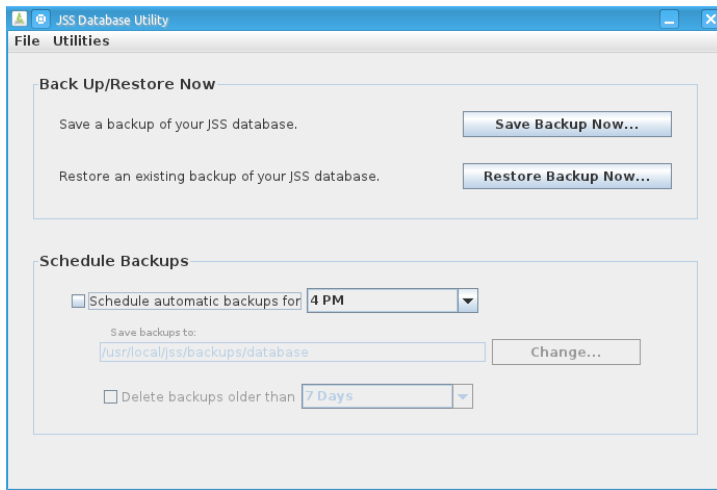 JSS Database Utility
File Utilities
Back Up/Restore Now
Save a backup of your JSS database.
Save Backup Now...
Restore an existing backup of your JSS database.
Restore Backup Now...
Schedule Backups
Schedule automatic backups for 4 PM
Save backups to:
/usr/local/jss/backups/database
Change...
Delete backups older than 7 Days